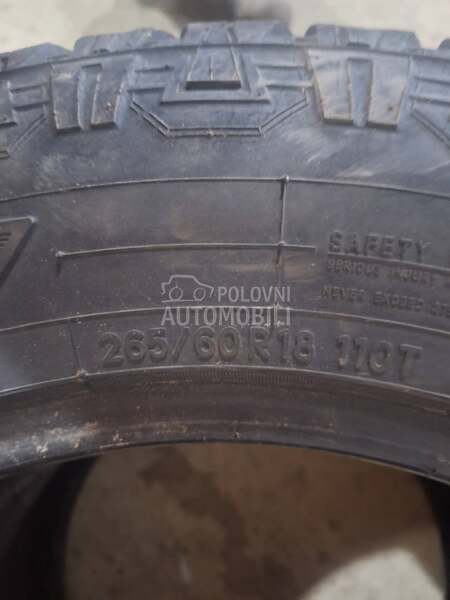 SAFETY
SERIOUS INJURY
NEVER EXCEED
POLOVNI
AUTOMOBILI
265/60R18 110T